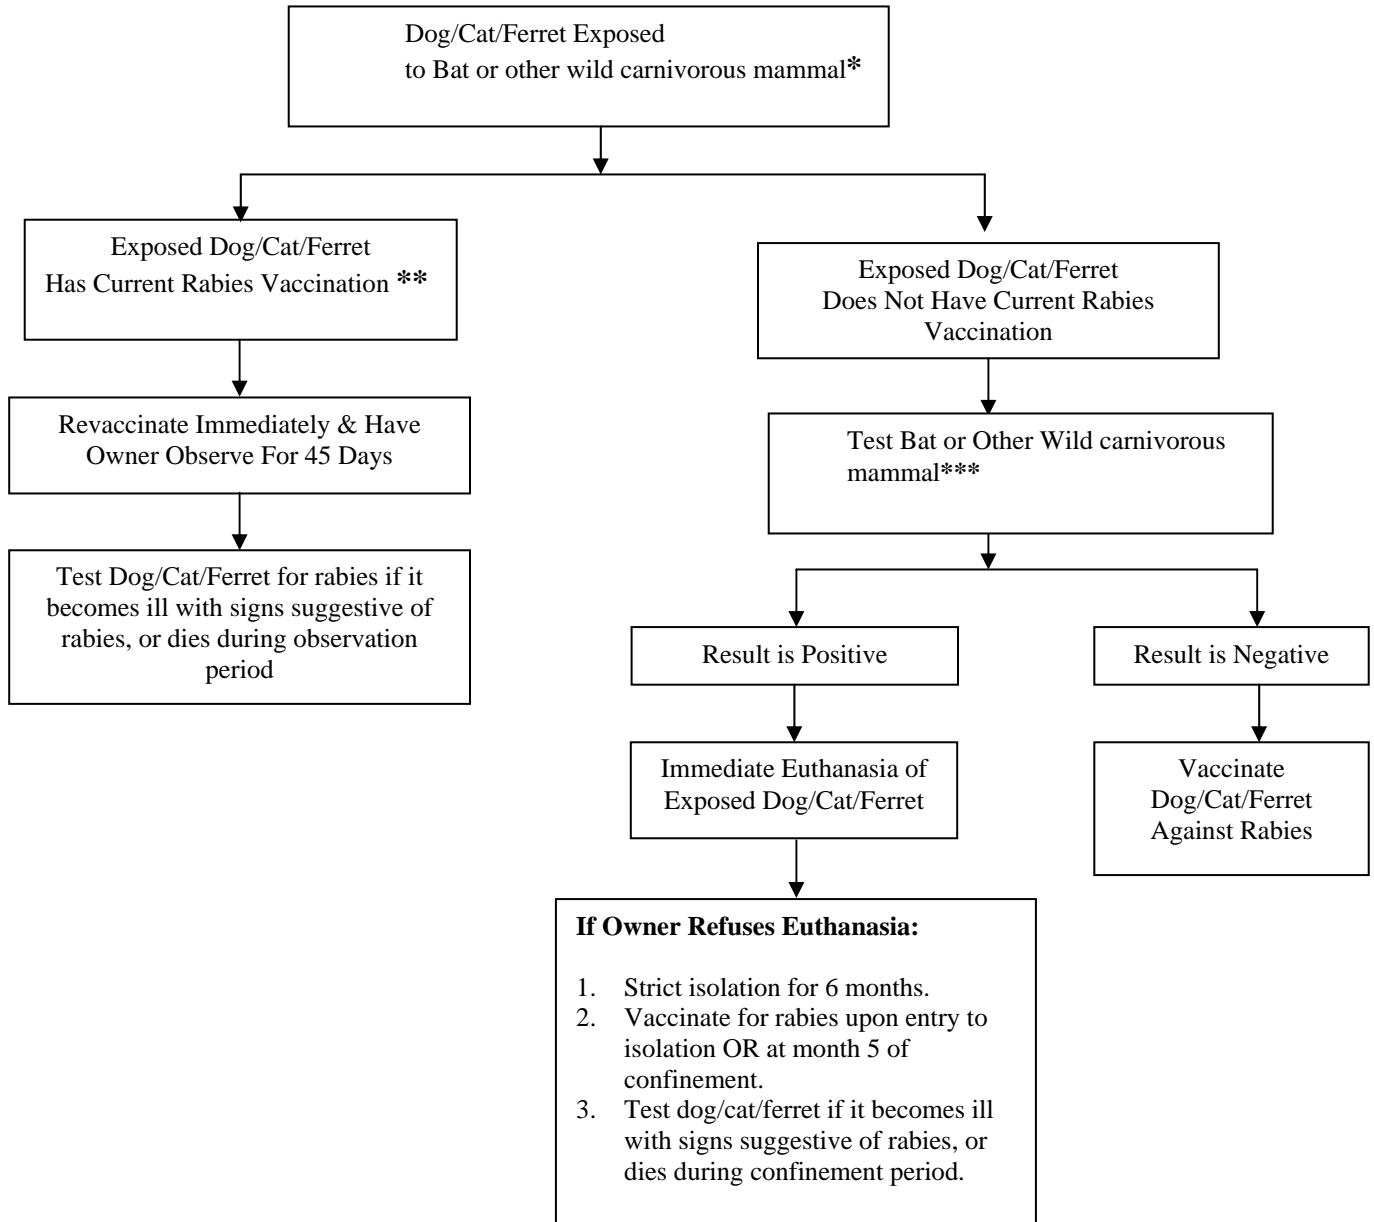 Dog/Cat/Ferret Exposed
to Bat or other wild carnivorous mammal*
Exposed Dog/Cat/Ferret
Has Current Rabies Vaccination **
Revaccinate Immediately & Have
Owner Observe For 45 Days
Test Dog/Cat/Ferret for rabies if it
becomes ill with signs suggestive of
rabies, or dies during observation
period
Exposed Dog/Cat/Ferret
Does Not Have Current Rabies
Vaccination
Test Bat or Other Wild carnivorous
mammal***
Result is Positive
Immediate Euthanasia of
Exposed Dog/Cat/Ferret
If Owner Refuses Euthanasia:
1. Strict isolation for 6 months.
2. Vaccinate for rabies upon entry to
isolation OR at month 5 of
confinement.
3. Test dog/cat/ferret if it becomes ill
with signs suggestive of rabies, or
dies during confinement period.
Result is Negative
Vaccinate
Dog/Cat/Ferret
Against Rabies